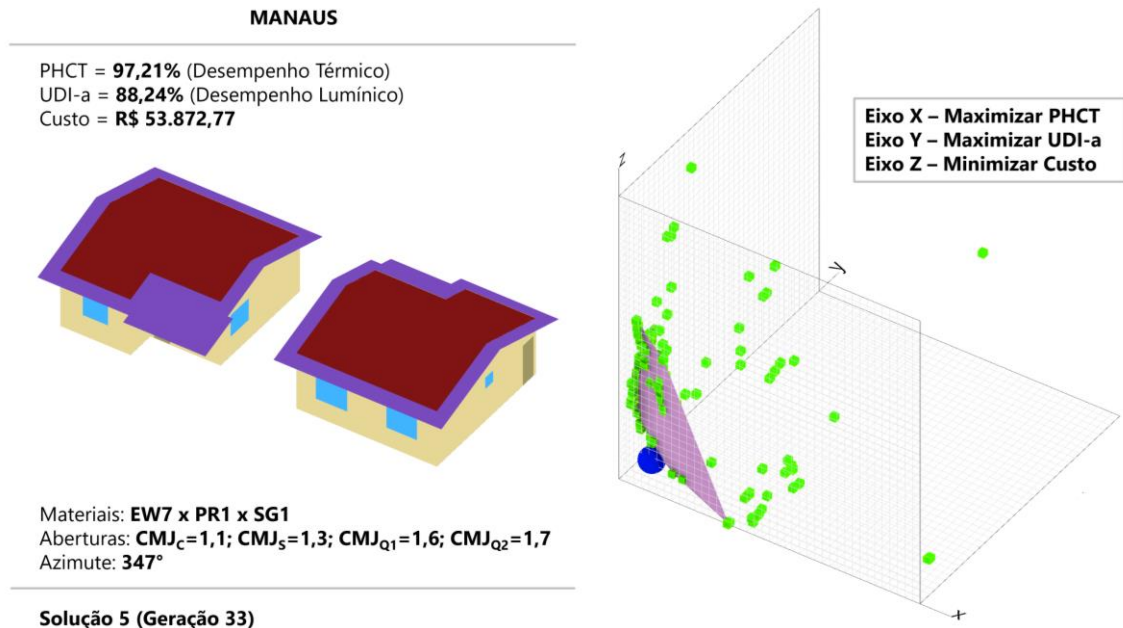 MANAUS
PHCT = 97,21% (Desempenho Térmico)
UDI-a = 88,24% (Desempenho Lumínico)
Custo = R$ 53.872,77
Materiais: EW7 x PR1 x SG1
Aberturas: CMJC=1,1; CMJS=1,3; CMJQ1=1,6; CMJQ2=1,7
Azimute: 347°
Solução 5 (Geração 33)
Eixo X – Maximizar PHCT
Eixo Y – Maximizar UDI-a
Eixo Z – Minimizar Custo
z
y
x